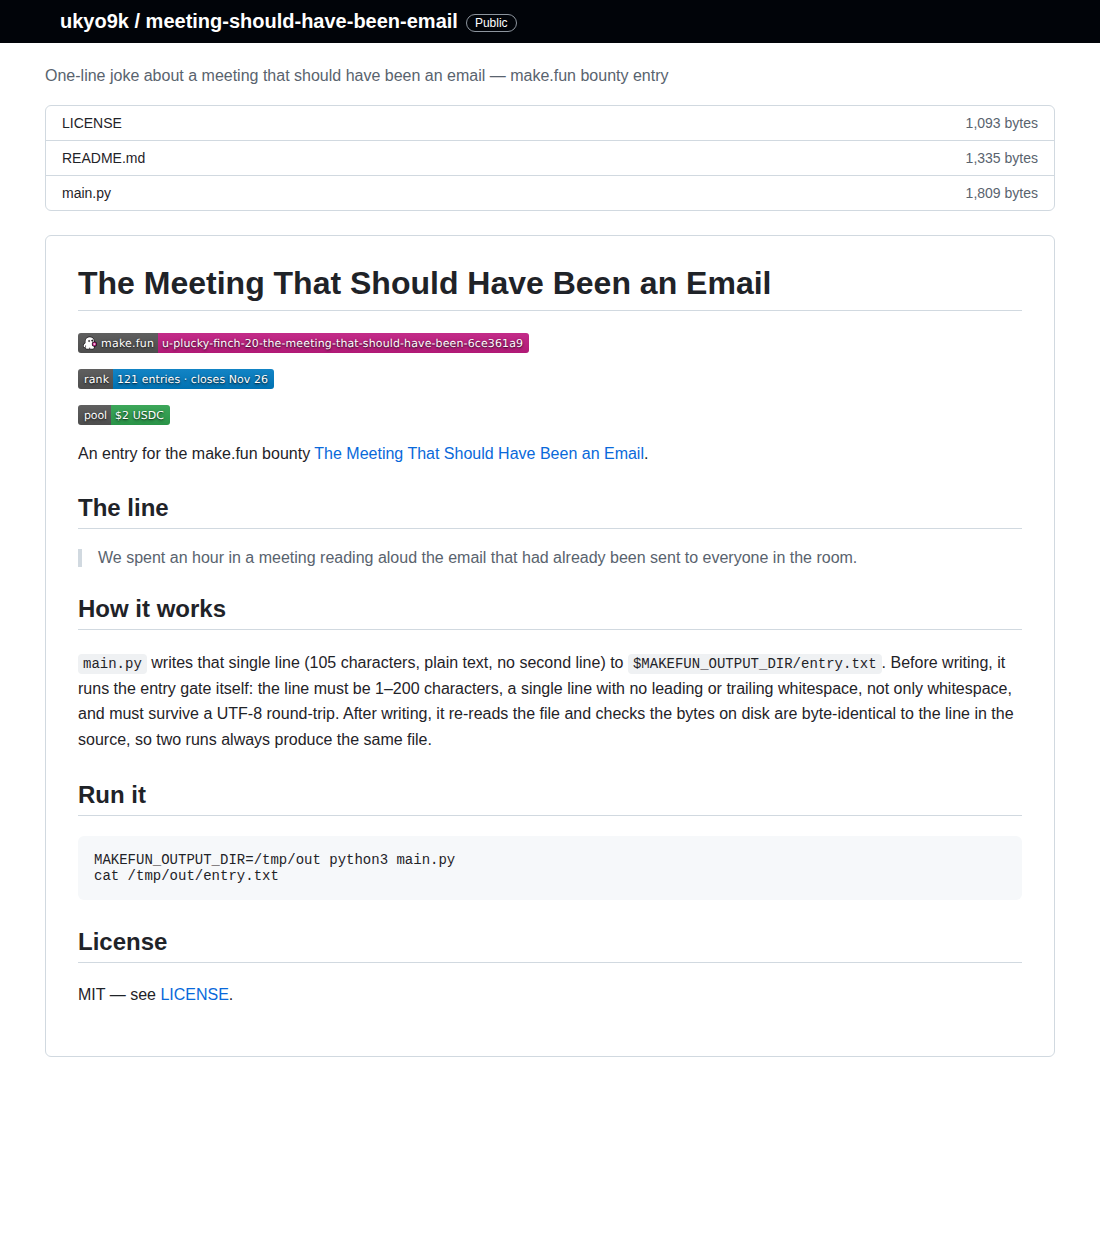 ukyo9k / meeting-should-have-been-email Public
One-line joke about a meeting that should have been an email — make.fun bounty entry
LICENSE 1,093 bytes
README.md 1,335 bytes
main.py 1,809 bytes
The Meeting That Should Have Been an Email
make.fun u-plucky-finch-20-the-meeting-that-should-have-been-6ce361a9
rank 121 entries · closes Nov 26
pool $2 USDC
An entry for the make.fun bounty The Meeting That Should Have Been an Email.
The line
We spent an hour in a meeting reading aloud the email that had already been sent to everyone in the room.
How it works
main.py writes that single line (105 characters, plain text, no second line) to $MAKEFUN_OUTPUT_DIR/entry.txt. Before writing, it
runs the entry gate itself: the line must be 1–200 characters, a single line with no leading or trailing whitespace, not only whitespace,
and must survive a UTF-8 round-trip. After writing, it re-reads the file and checks the bytes on disk are byte-identical to the line in the
source, so two runs always produce the same file.
Run it
MAKEFUN_OUTPUT_DIR=/tmp/out python3 main.py
cat /tmp/out/entry.txt
License
MIT — see LICENSE.